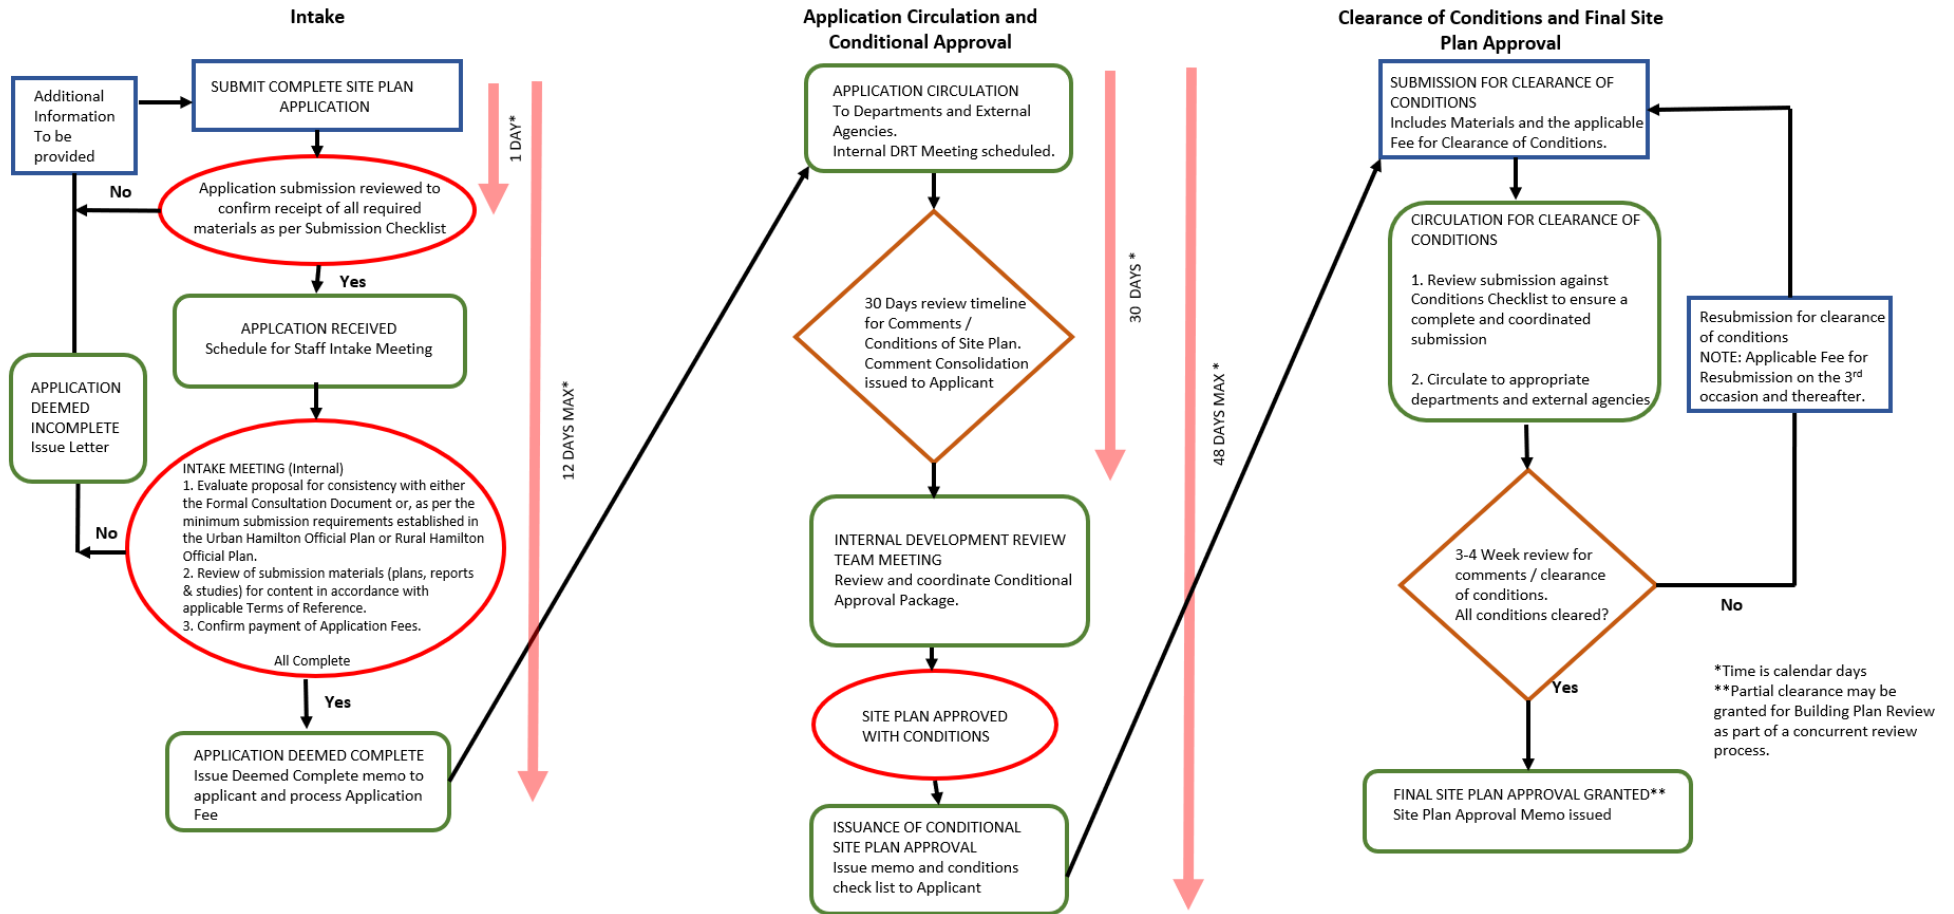 Intake
Additional
Information
To be
provided
SUBMIT COMPLETE SITE PLAN
APPLICATION
1 DAY*
No
Application submission reviewed to
confirm receipt of all required
materials as per Submission Checklist
Yes
APPLCATION RECEIVED
Schedule for Staff Intake Meeting
APPLICATION
DEEMED
INCOMPLETE
Issue Letter
12 DAYS MAX*
No
INTAKE MEETING (Internal)
1. Evaluate proposal for consistency with either
the Formal Consultation Document or, as per the
minimum submission requirements established in
the Urban Hamilton Official Plan or Rural Hamilton
Official Plan.
2. Review of submission materials (plans, reports
& studies) for content in accordance with
applicable Terms of Reference.
3. Confirm payment of Application Fees.
All Complete
Yes
APPLICATION DEEMED COMPLETE
Issue Deemed Complete memo to
applicant and process Application
Fee
Application Circulation and
Conditional Approval
APPLICATION CIRCULATION
To Departments and External
Agencies.
Internal DRT Meeting scheduled.
30 Days review timeline
for Comments /
Conditions of Site Plan.
Comment Consolidation
issued to Applicant
30 DAYS *
48 DAYS MAX *
INTERNAL DEVELOPMENT REVIEW
TEAM MEETING
Review and coordinate Conditional
Approval Package.
SITE PLAN APPROVED
WITH CONDITIONS
ISSUANCE OF CONDITIONAL
SITE PLAN APPROVAL
Issue memo and conditions
check list to Applicant
Clearance of Conditions and Final Site
Plan Approval
SUBMISSION FOR CLEARANCE OF
CONDITIONS
Includes Materials and the applicable
Fee for Clearance of Conditions.
CIRCULATION FOR CLEARANCE OF
CONDITIONS
1. Review submission against
Conditions Checklist to ensure a
complete and coordinated
submission
2. Circulate to appropriate
departments and external agencies
Resubmission for clearance
of conditions
NOTE: Applicable Fee for
Resubmission on the 3rd
occasion and thereafter.
3-4 Week review for
comments / clearance
of conditions.
All conditions cleared?
No
Yes
FINAL SITE PLAN APPROVAL GRANTED**
Site Plan Approval Memo issued
*Time is calendar days
**Partial clearance may be
granted for Building Plan Review
as part of a concurrent review
process.